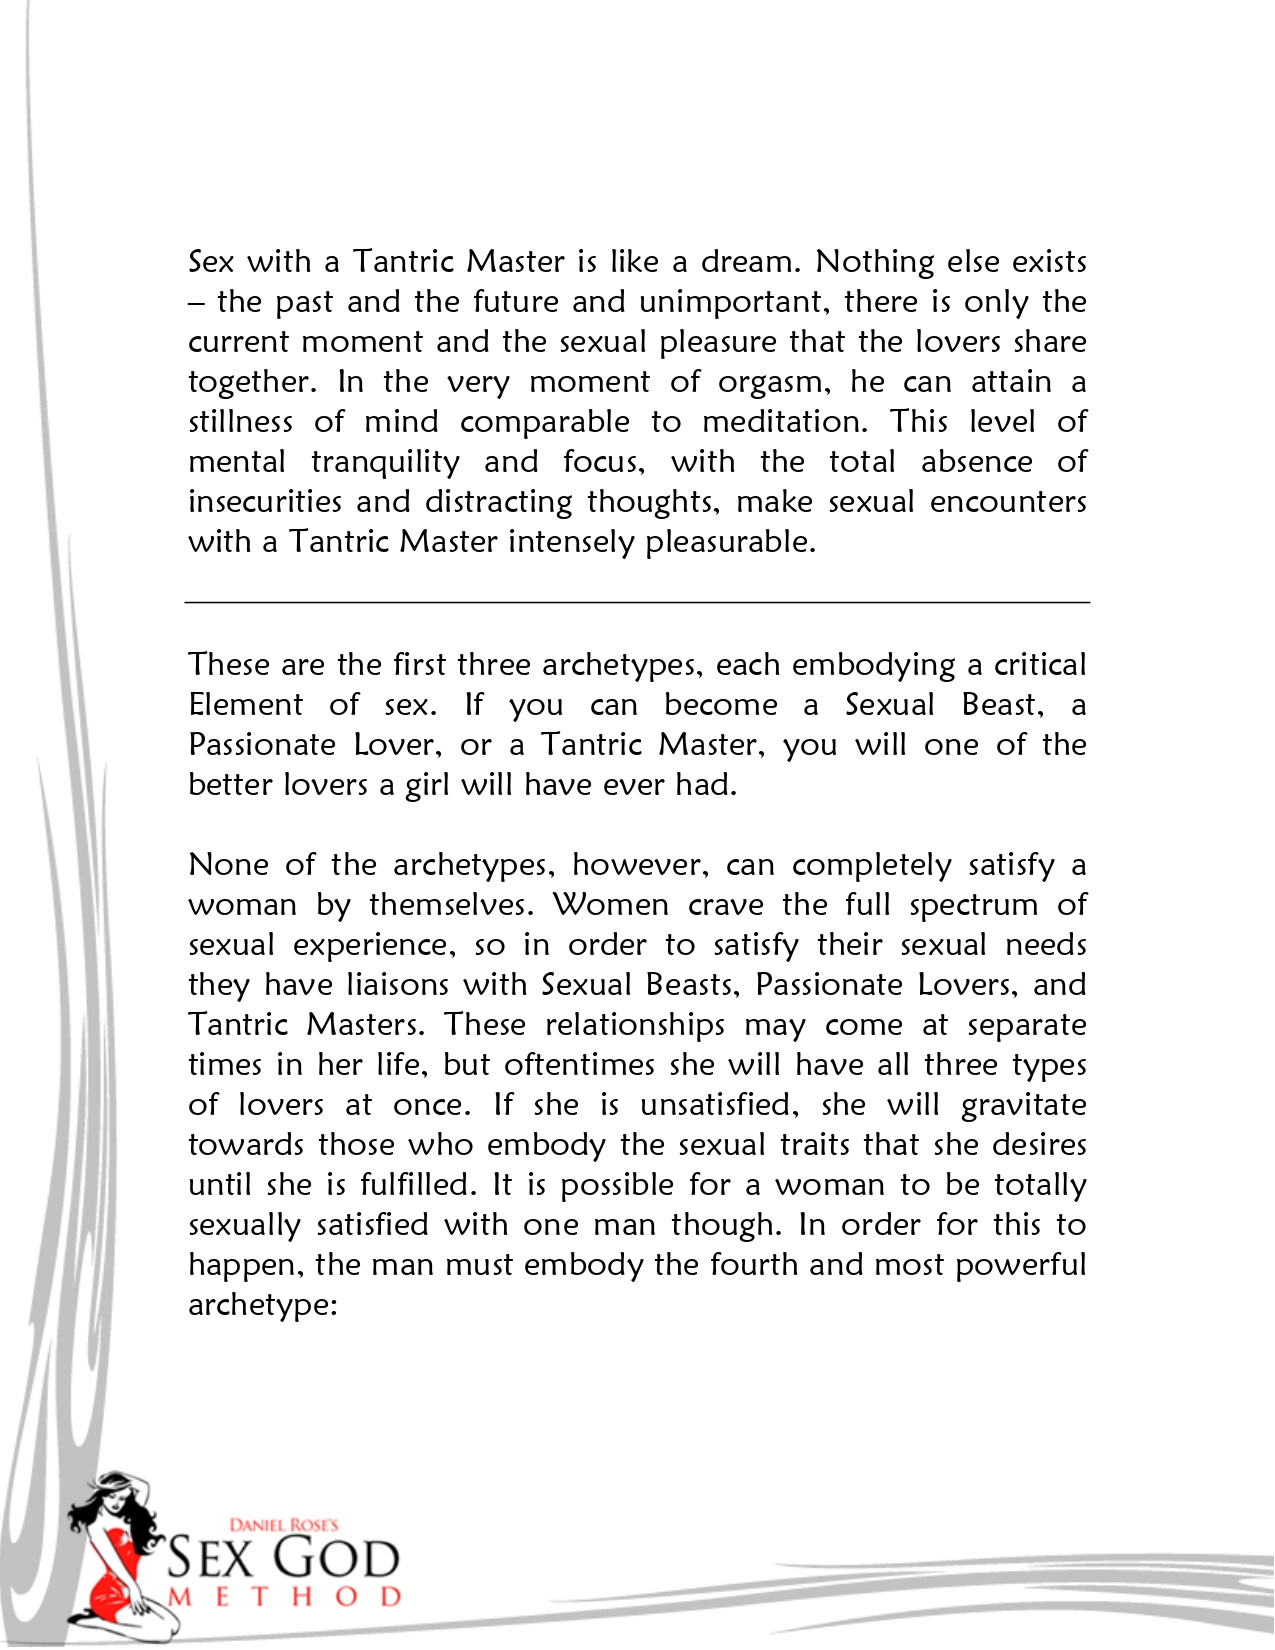 Sex with a Tantric Master is like a dream. Nothing else exists
– the past and the future and unimportant, there is only the
current moment and the sexual pleasure that the lovers share
together. In the very moment of orgasm, he can attain a
stillness of mind comparable to meditation. This level of
mental tranquility and focus, with the total absence of
insecurities and distracting thoughts, make sexual encounters
with a Tantric Master intensely pleasurable.
These are the first three archetypes, each embodying a critical
Element of sex. If you can become a Sexual Beast, a
Passionate Lover, or a Tantric Master, you will one of the
better lovers a girl will have ever had.
None of the archetypes, however, can completely satisfy a
woman by themselves. Women crave the full spectrum of
sexual experience, so in order to satisfy their sexual needs
they have liaisons with Sexual Beasts, Passionate Lovers, and
Tantric Masters. These relationships may come at separate
times in her life, but oftentimes she will have all three types
of lovers at once. If she is unsatisfied, she will gravitate
towards those who embody the sexual traits that she desires
until she is fulfilled. It is possible for a woman to be totally
sexually satisfied with one man though. In order for this to
happen, the man must embody the fourth and most powerful
archetype:
DANIEL ROSE'S
SEX GOD
METHOD